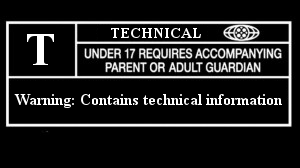 T
TECHNICAL
UNDER 17 REQUIRES ACCOMPANYING
PARENT OR ADULT GUARDIAN
Warning: Contains technical information